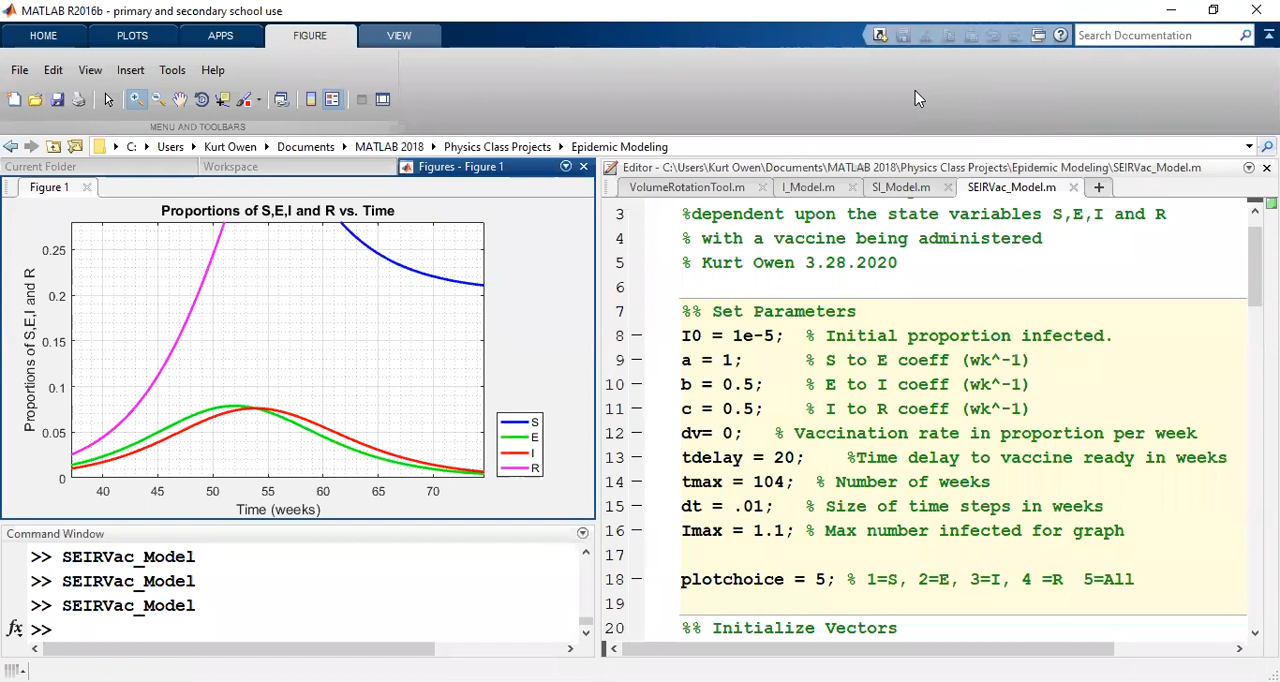 MATLAB R2016b - primary and secondary school use
HOME PLOTS APPS FIGURE VIEW
Search Documentation
File Edit View Insert Tools Help
MENU AND TOOLBARS
C: Users Kurt Owen Documents MATLAB 2018 Physics Class Projects Epidemic Modeling
Current Folder Workspace Figures - Figure 1
Figure 1
Proportions of S,E,I and R vs. Time
Proportions of S,E,I and R
0.25
0.2
0.15
0.1
0.05
0
40 45 50 55 60 65 70
Time (weeks)
S
E
I
R
Command Window
>> SEIRVac_Model
>> SEIRVac_Model
>> SEIRVac_Model
fx >>
Editor - C:\Users\Kurt Owen\Documents\MATLAB 2018\Physics Class Projects\Epidemic Modeling\SEIRVac_Model.m
VolumeRotationTool.m I_Model.m SI_Model.m SEIRVac_Model.m
3 %dependent upon the state variables S,E,I and R
4 % with a vaccine being administered
5 % Kurt Owen 3.28.2020
6
7 %% Set Parameters
8 I0 = 1e-5; % Initial proportion infected.
9 a = 1; % S to E coeff (wk^-1)
10 b = 0.5; % E to I coeff (wk^-1)
11 c = 0.5; % I to R coeff (wk^-1)
12 dv= 0; % Vaccination rate in proportion per week
13 tdelay = 20; %Time delay to vaccine ready in weeks
14 tmax = 104; % Number of weeks
15 dt = .01; % Size of time steps in weeks
16 Imax = 1.1; % Max number infected for graph
17
18 plotchoice = 5; % 1=S, 2=E, 3=I, 4 =R 5=All
19
20 %% Initialize Vectors